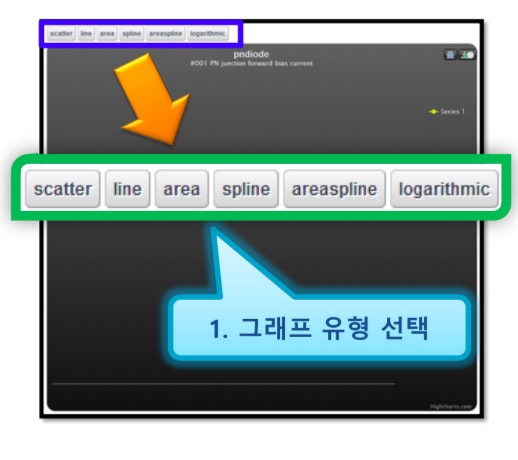 scatter line area spline areaspline logarithmic
pndiode
#001 PN junction forward bias current
Series 1
scatter line area spline areaspline logarithmic
1. 그래프 유형 선택
Highcharts.com